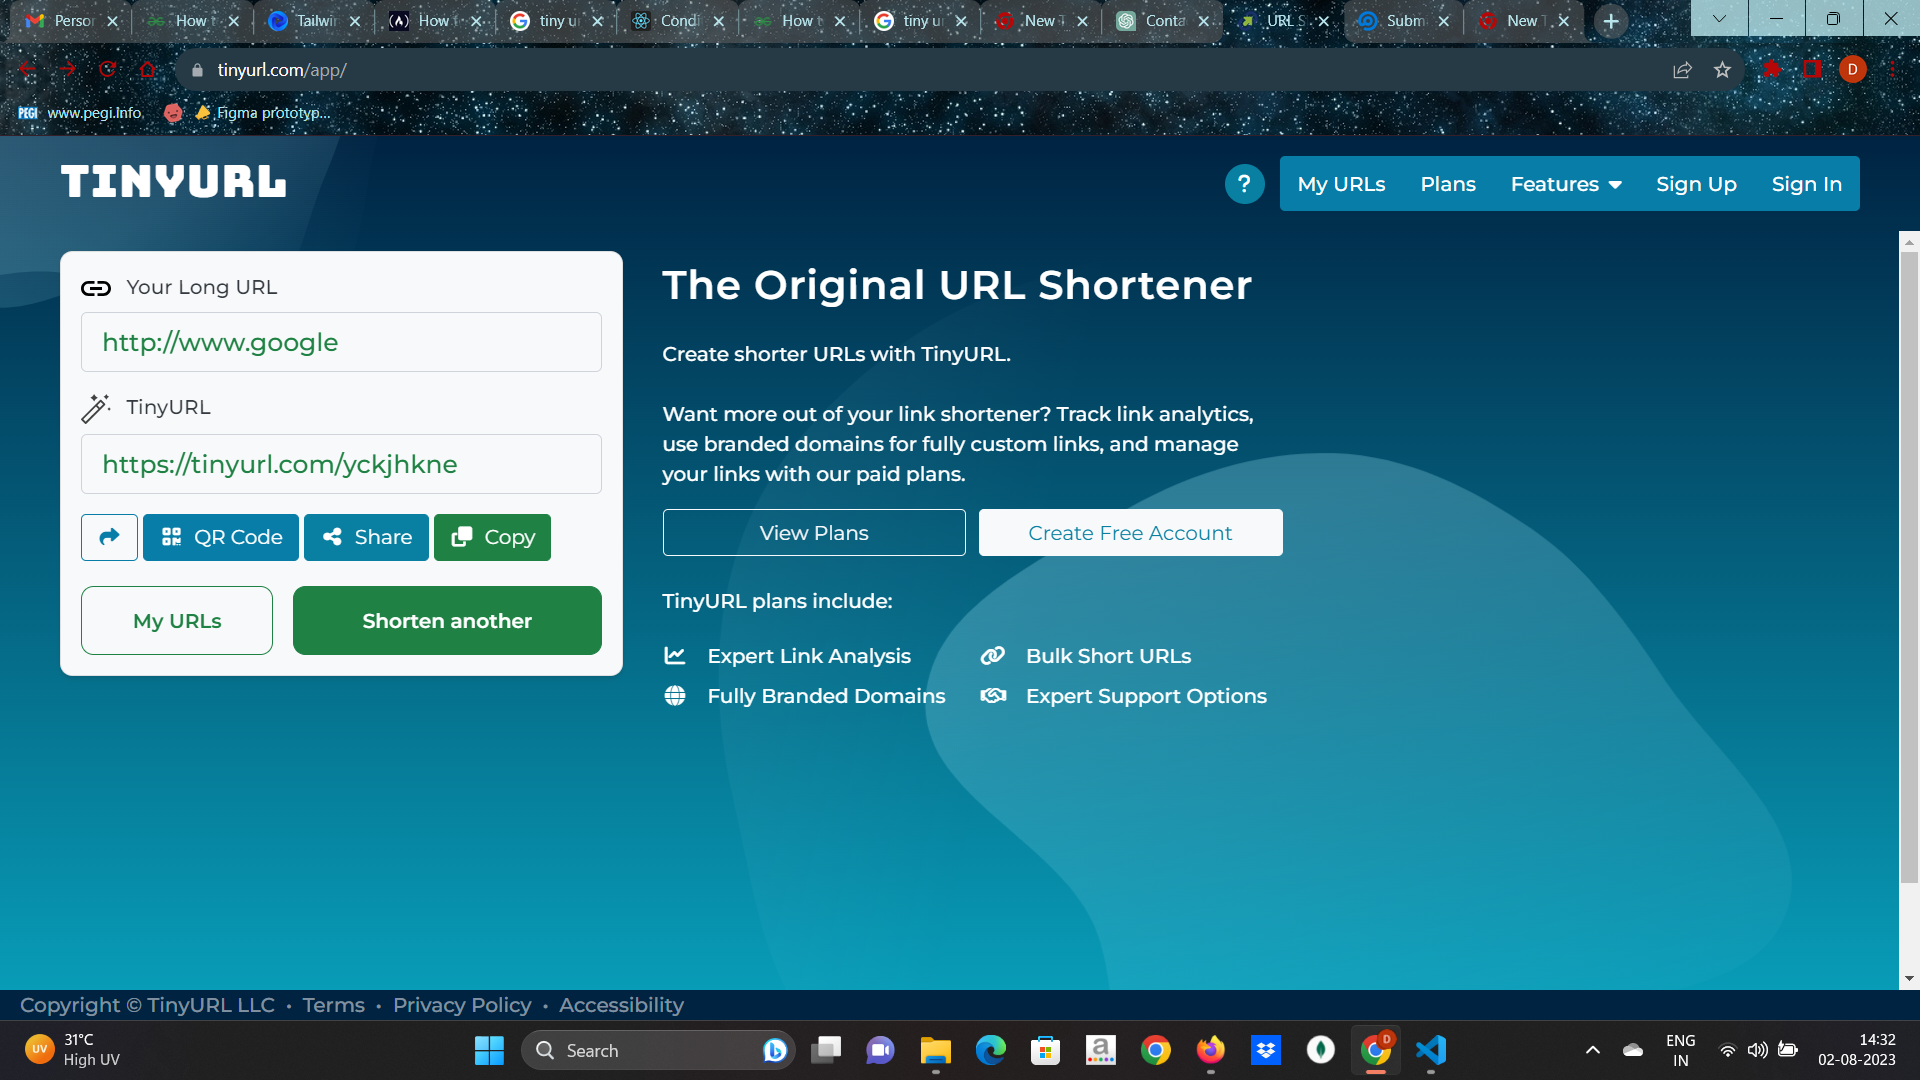 Perso
How t
Tailwi
How
tiny u
Condi
How t
tiny u
New T
Conta
URL S
Subm
New T
tinyurl.com/app/
D
PEGI www.pegi.info
Figma prototyp...
TINYURL
?
My URLs
Plans
Features
Sign Up
Sign In
Your Long URL
http://www.google
TinyURL
https://tinyurl.com/yckjhkne
QR Code
Share
Copy
My URLs
Shorten another
The Original URL Shortener
Create shorter URLs with TinyURL.
Want more out of your link shortener? Track link analytics,
use branded domains for fully custom links, and manage
your links with our paid plans.
View Plans
Create Free Account
TinyURL plans include:
Expert Link Analysis
Bulk Short URLs
Fully Branded Domains
Expert Support Options
Copyright © TinyURL LLC • Terms • Privacy Policy • Accessibility
UV
31°C
High UV
Search
a
D
ENG
IN
14:32
02-08-2023